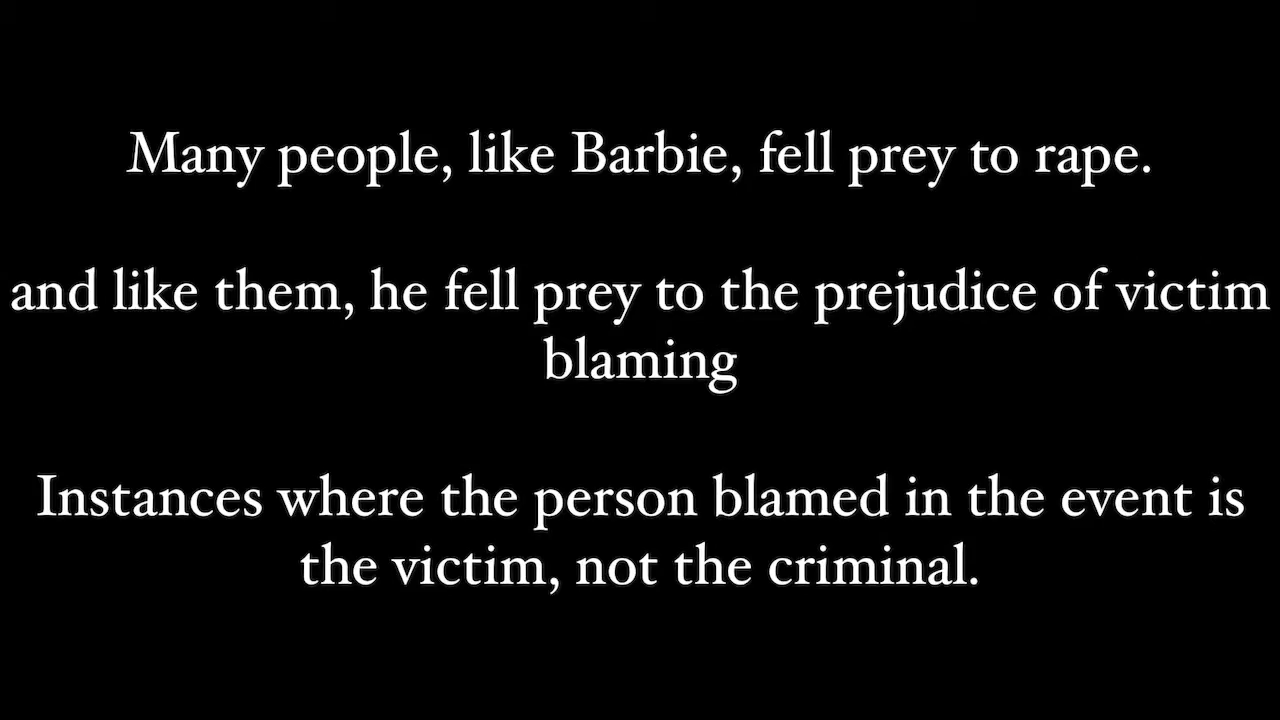 Many people, like Barbie, fell prey to rape.
and like them, he fell prey to the prejudice of victim
blaming
Instances where the person blamed in the event is
the victim, not the criminal.